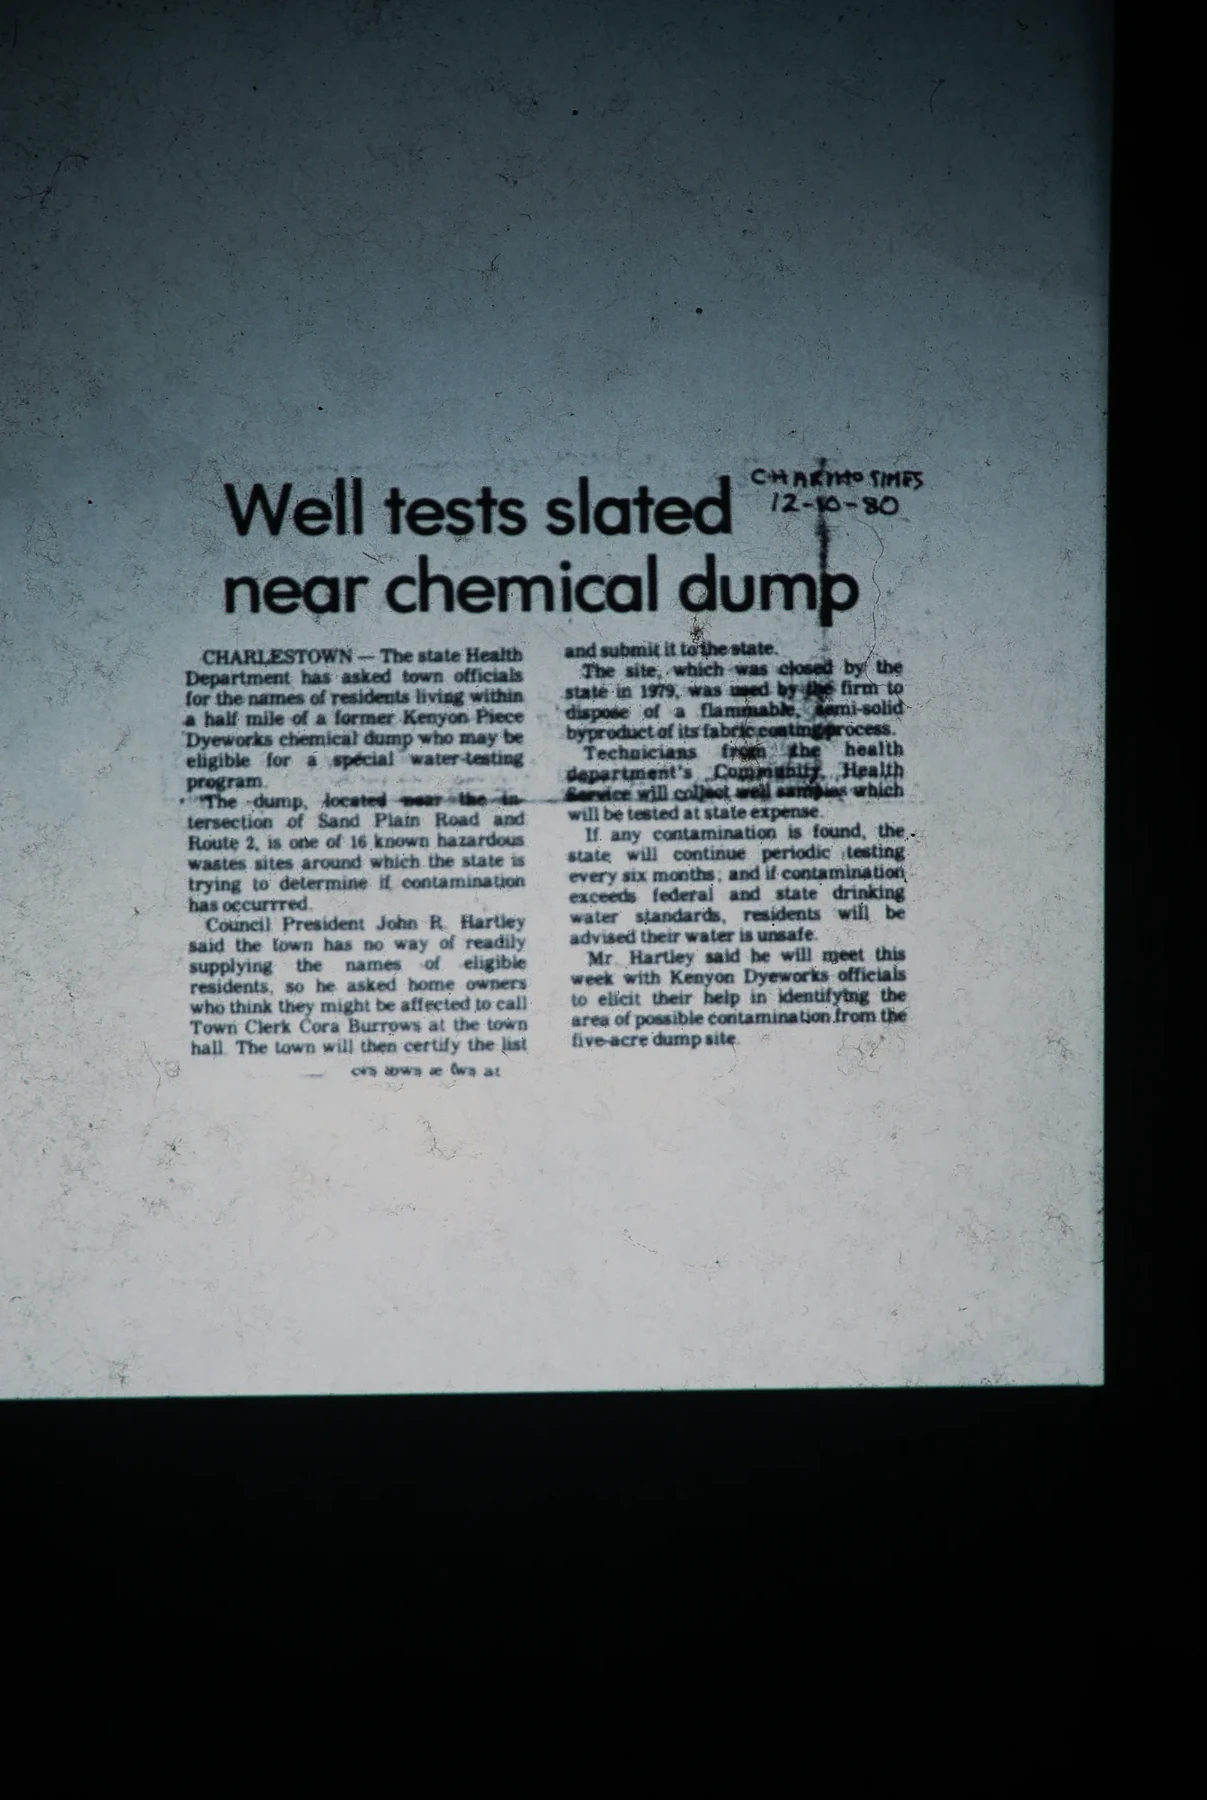 Well tests slated
near chemical dump
TIMES
12-10-80
CHARLESTOWN — The state Health
Department has asked town officials
for the names of residents living within
a half mile of a former Kenyon Piece
Dyeworks chemical dump who may be
eligible for a special water-testing
program.
The dump, located near the in-
tersection of Sand Plain Road and
Route 2, is one of 16 known hazardous
wastes sites around which the state is
trying to determine if contamination
has occurrred.
Council President John R. Hartley
said the town has no way of readily
supplying the names of eligible
residents, so he asked home owners
who think they might be affected to call
Town Clerk Cora Burrows at the town
hall. The town will then certify the list
and submit it to the state.
The site, which was closed by the
state in 1979, was used by the firm to
dispose of a flammable, semi-solid
byproduct of its fabric coating process.
Technicians from the health
department's Community Health
Service will collect well samples which
will be tested at state expense.
If any contamination is found, the
state will continue periodic testing
every six months; and if contamination
exceeds federal and state drinking
water standards, residents will be
advised their water is unsafe.
Mr. Hartley said he will meet this
week with Kenyon Dyeworks officials
to elicit their help in identifying the
area of possible contamination from the
five-acre dump site.